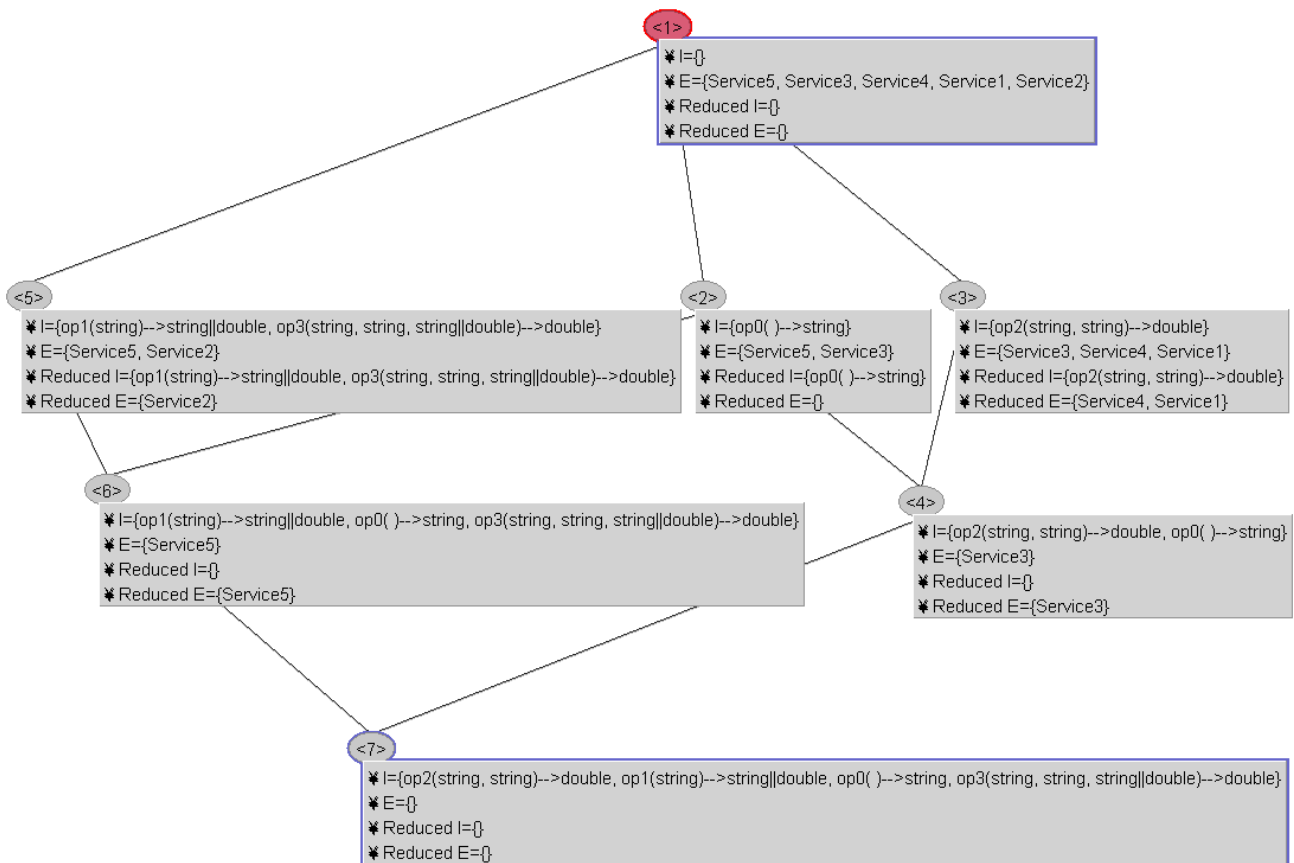 <1>
¥ I={}
¥ E={Service5, Service3, Service4, Service1, Service2}
¥ Reduced I={}
¥ Reduced E={}
<5>
¥ I={op1(string)-->string||double, op3(string, string, string||double)-->double}
¥ E={Service5, Service2}
¥ Reduced I={op1(string)-->string||double, op3(string, string, string||double)-->double}
¥ Reduced E={Service2}
<2>
¥ I={op0( )-->string}
¥ E={Service5, Service3}
¥ Reduced I={op0( )-->string}
¥ Reduced E={}
<3>
¥ I={op2(string, string)-->double}
¥ E={Service3, Service4, Service1}
¥ Reduced I={op2(string, string)-->double}
¥ Reduced E={Service4, Service1}
<6>
¥ I={op1(string)-->string||double, op0( )-->string, op3(string, string, string||double)-->double}
¥ E={Service5}
¥ Reduced I={}
¥ Reduced E={Service5}
<4>
¥ I={op2(string, string)-->double, op0( )-->string}
¥ E={Service3}
¥ Reduced I={}
¥ Reduced E={Service3}
<7>
¥ I={op2(string, string)-->double, op1(string)-->string||double, op0( )-->string, op3(string, string, string||double)-->double}
¥ E={}
¥ Reduced I={}
¥ Reduced E={}